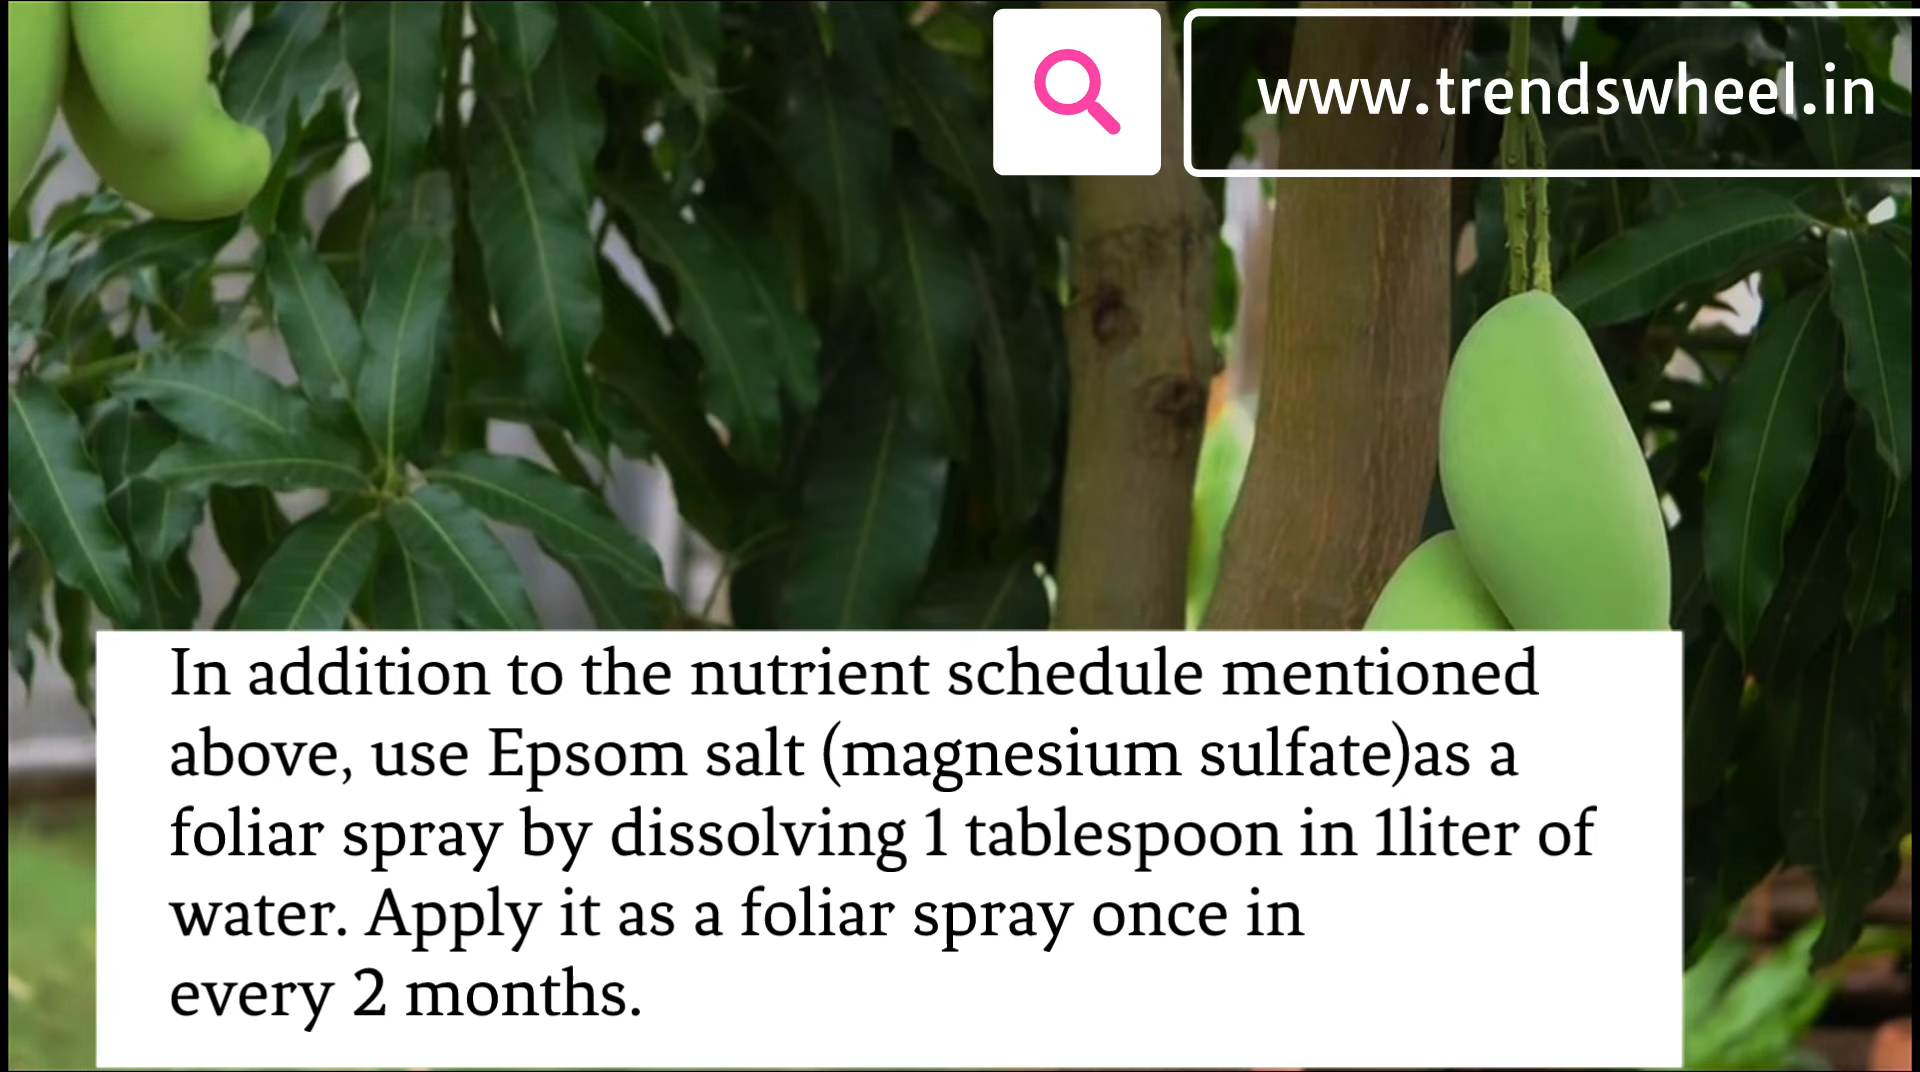 www.trendswheel.in
In addition to the nutrient schedule mentioned
above, use Epsom salt (magnesium sulfate)as a
foliar spray by dissolving 1 tablespoon in 1liter of
water. Apply it as a foliar spray once in
every 2 months.